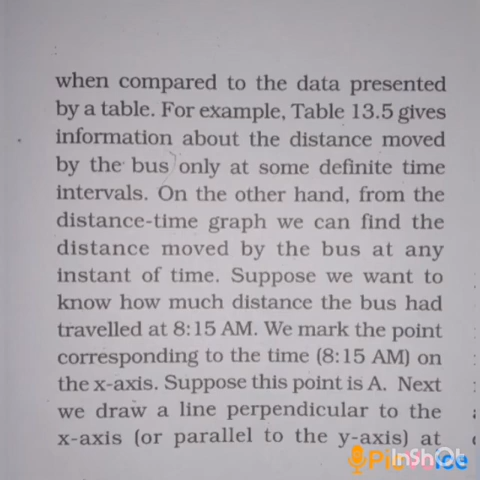 when compared to the data presented
by a table. For example, Table 13.5 gives
information about the distance moved
by the bus only at some definite time
intervals. On the other hand, from the
distance-time graph we can find the
distance moved by the bus at any
instant of time. Suppose we want to
know how much distance the bus had
travelled at 8:15 AM. We mark the point
corresponding to the time (8:15 AM) on
the x-axis. Suppose this point is A. Next
we draw a line perpendicular to the
x-axis (or parallel to the y-axis) at
InShOt